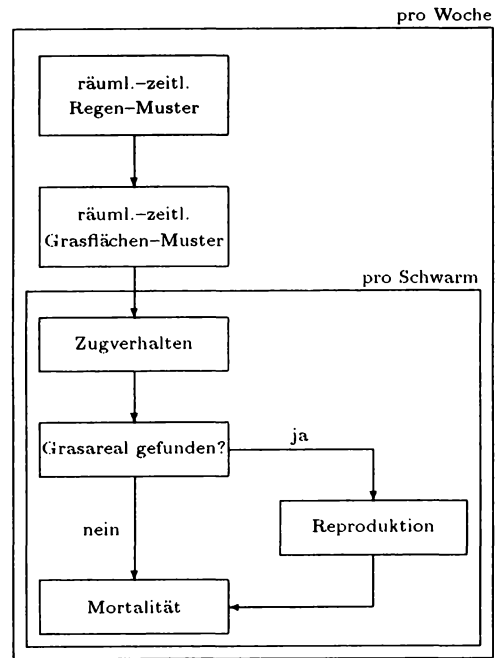 pro Woche
räuml.–zeitl.
Regen–Muster
räuml.–zeitl.
Grasflächen–Muster
pro Schwarm
Zugverhalten
Grasareal gefunden?
ja
nein
Reproduktion
Mortalität